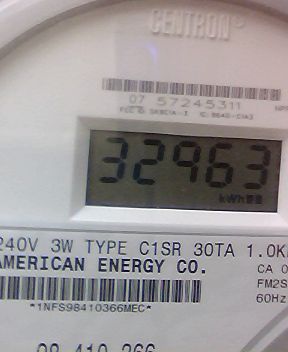 CENTRON®
07 57245311
32963
kWh
240V 3W TYPE C1SR 30TA 1.0K
AMERICAN ENERGY CO.
CA 0
FM2S
60Hz
*1NFS98410366MEC*